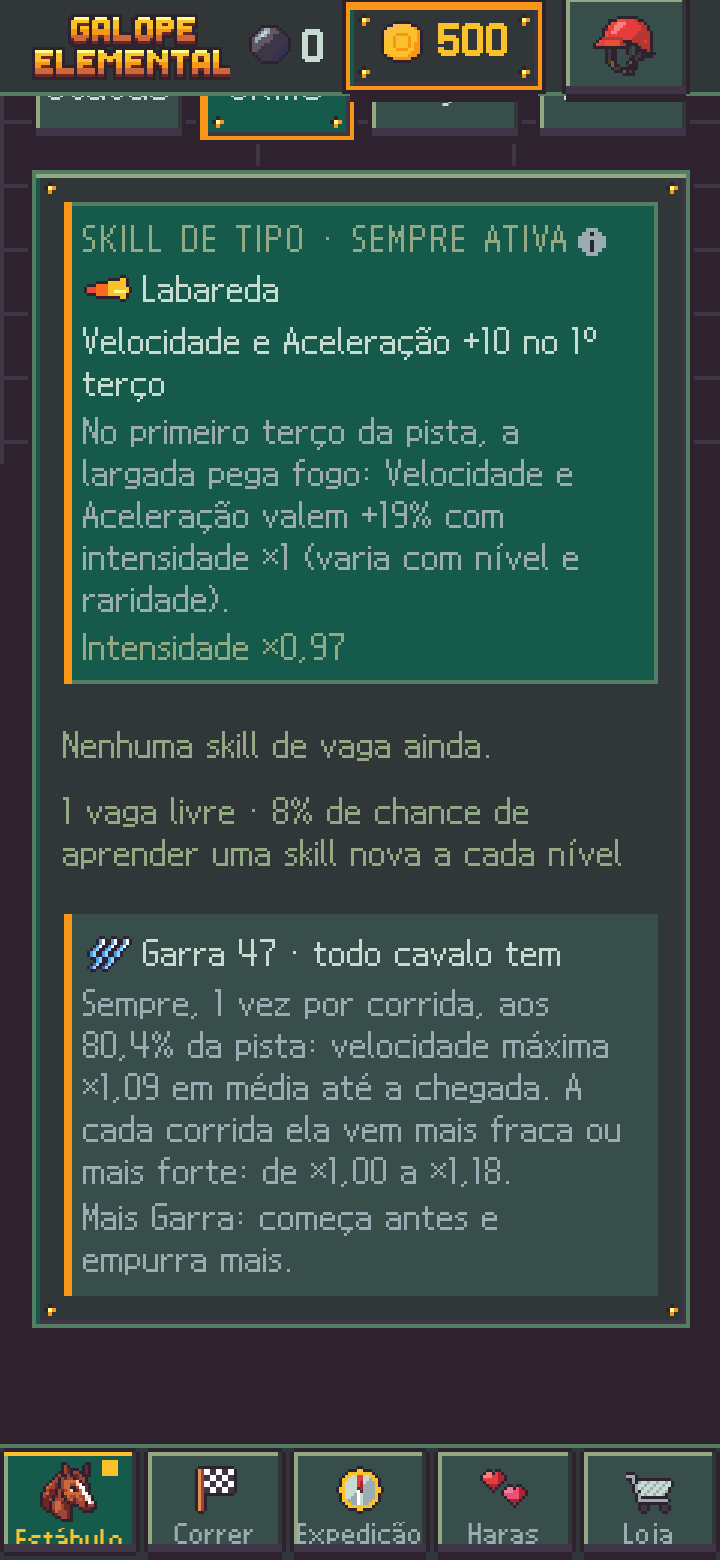 GALOPE
ELEMENTAL
0
500
SKILL DE TIPO · SEMPRE ATIVA
Labareda
Velocidade e Aceleração +10 no 1º
terço
No primeiro terço da pista, a
largada pega fogo: Velocidade e
Aceleração valem +19% com
intensidade ×1 (varia com nível e
raridade).
Intensidade ×0,97
Nenhuma skill de vaga ainda.
1 vaga livre · 8% de chance de
aprender uma skill nova a cada nível
Garra 47 · todo cavalo tem
Sempre, 1 vez por corrida, aos
80,4% da pista: velocidade máxima
×1,09 em média até a chegada. A
cada corrida ela vem mais fraca ou
mais forte: de ×1,00 a ×1,18.
Mais Garra: começa antes e
empurra mais.
Estábulo
Correr
Expedição
Haras
Loja